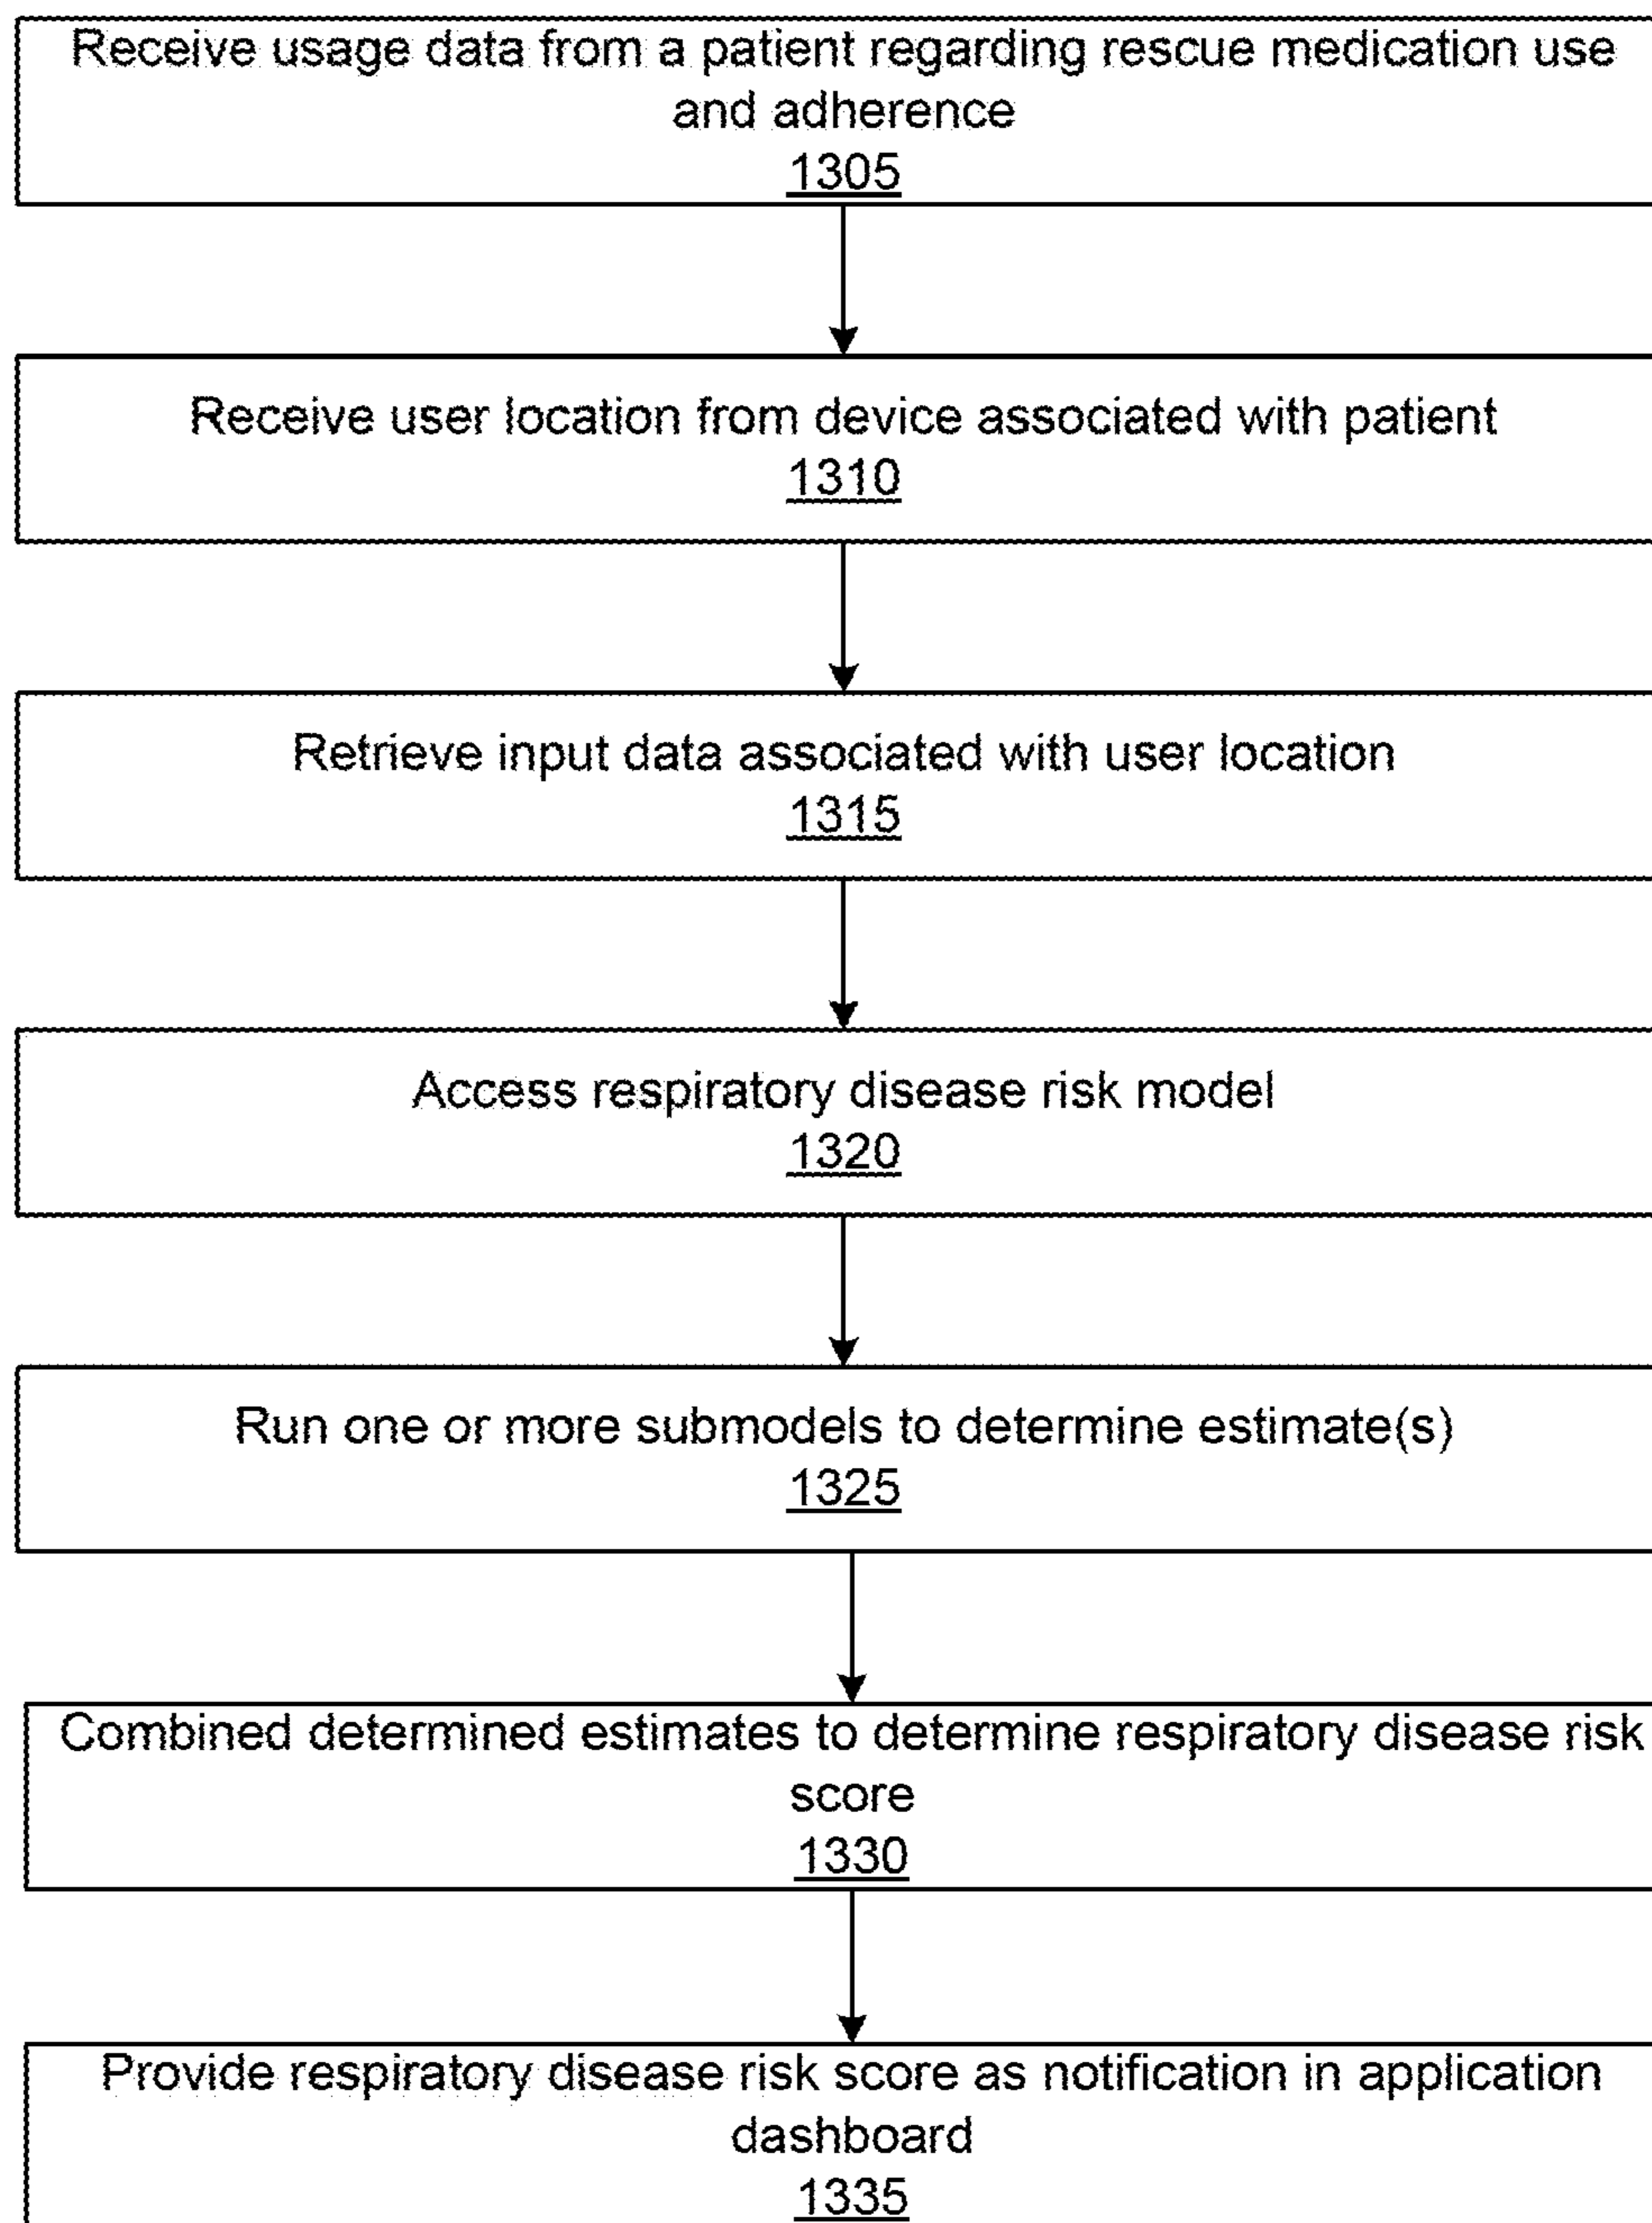 Receive usage data from a patient regarding rescue medication use
and adherence
1305
Receive user location from device associated with patient
1310
Retrieve input data associated with user location
1315
Access respiratory disease risk model
1320
Run one or more submodels to determine estimate(s)
1325
Combined determined estimates to determine respiratory disease risk
score
1330
Provide respiratory disease risk score as notification in application
dashboard
1335